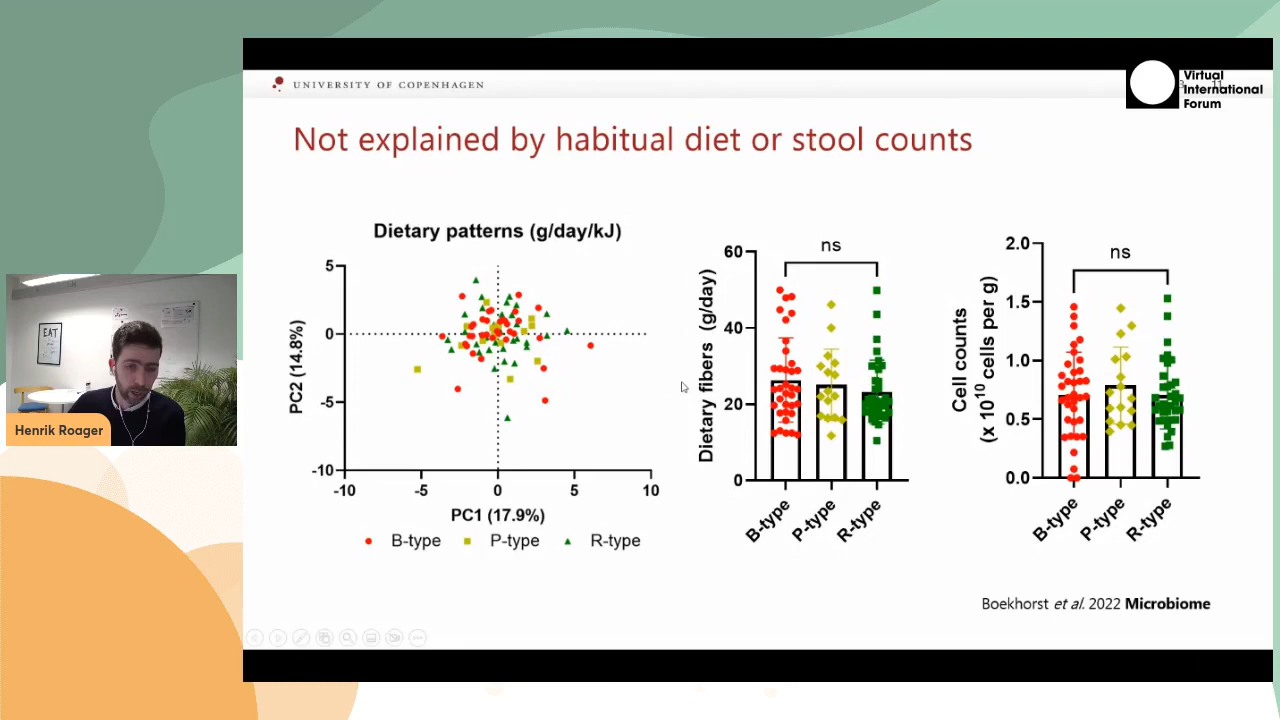 Virtual
International
Forum
UNIVERSITY OF COPENHAGEN
Not explained by habitual diet or stool counts
Dietary patterns (g/day/kJ)
5
0
-5
-10
PC2 (14.8%)
-10 -5 0 5 10
PC1 (17.9%)
B-type P-type R-type
ns
60
40
20
0
Dietary fibers (g/day)
B-type P-type R-type
ns
2.0
1.5
1.0
0.5
0.0
Cell counts
(x 10^10 cells per g)
B-type P-type R-type
EAT
Henrik Roager
Boekhorst et al. 2022 Microbiome